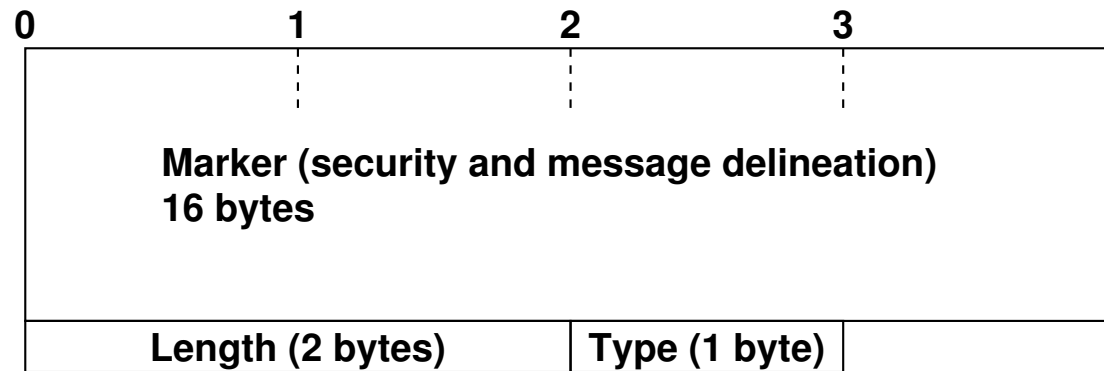 0 1 2 3
Marker (security and message delineation)
16 bytes
Length (2 bytes) Type (1 byte)